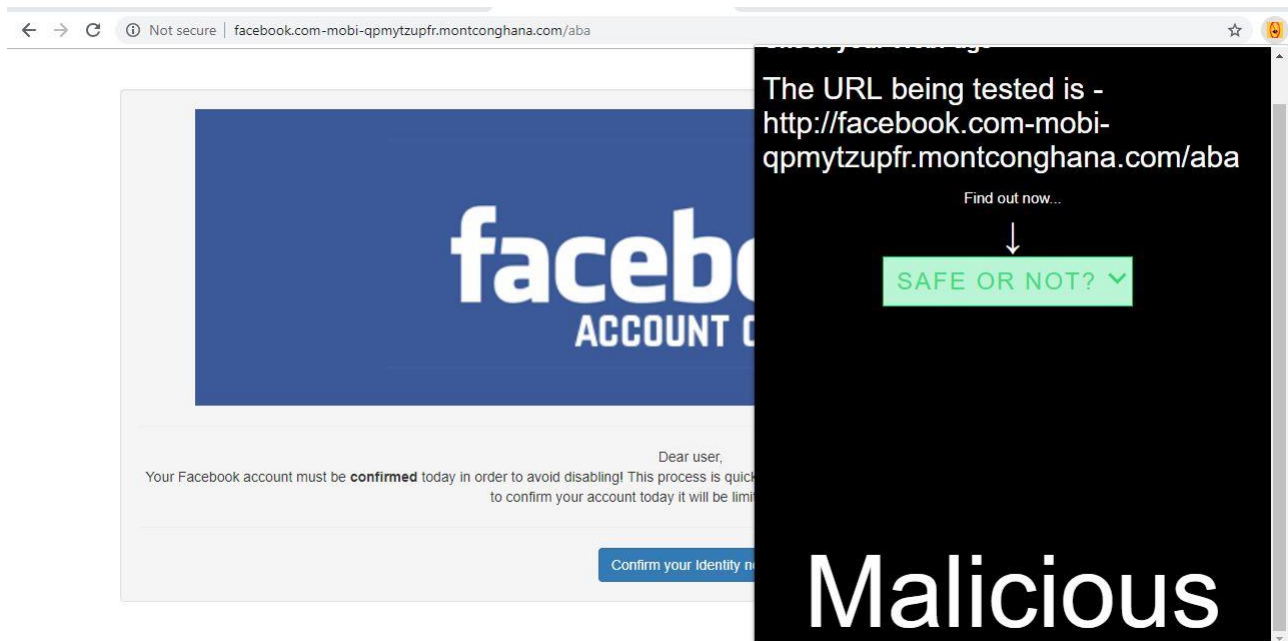 Not secure | facebook.com-mobi-qpmytzupfr.montconghana.com/aba
faceb
ACCOUNT
Dear user,
Your Facebook account must be confirmed today in order to avoid disabling! This process is quick
to confirm your account today it will be
Confirm your Identity
The URL being tested is -
http://facebook.com-mobi-
qpmytzupfr.montconghana.com/aba
Find out now...
↓
SAFE OR NOT?
Malicious